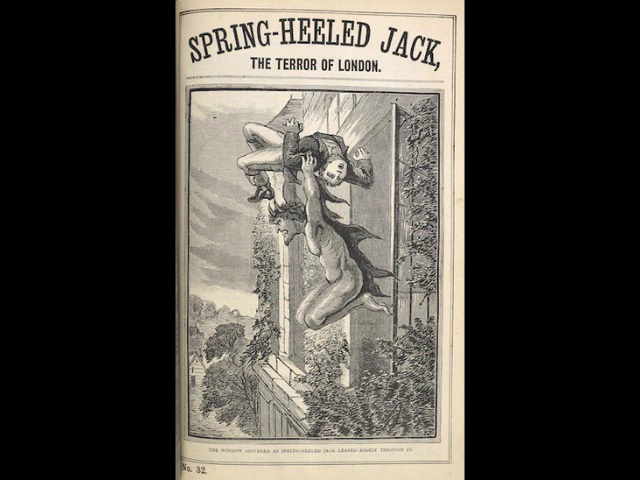 SPRING-HEELED JACK,
THE TERROR OF LONDON.
THE WINDOW SHIVERED AS SPRING-HEELED JACK LEAPED BOLDLY THROUGH IT.
No. 32.